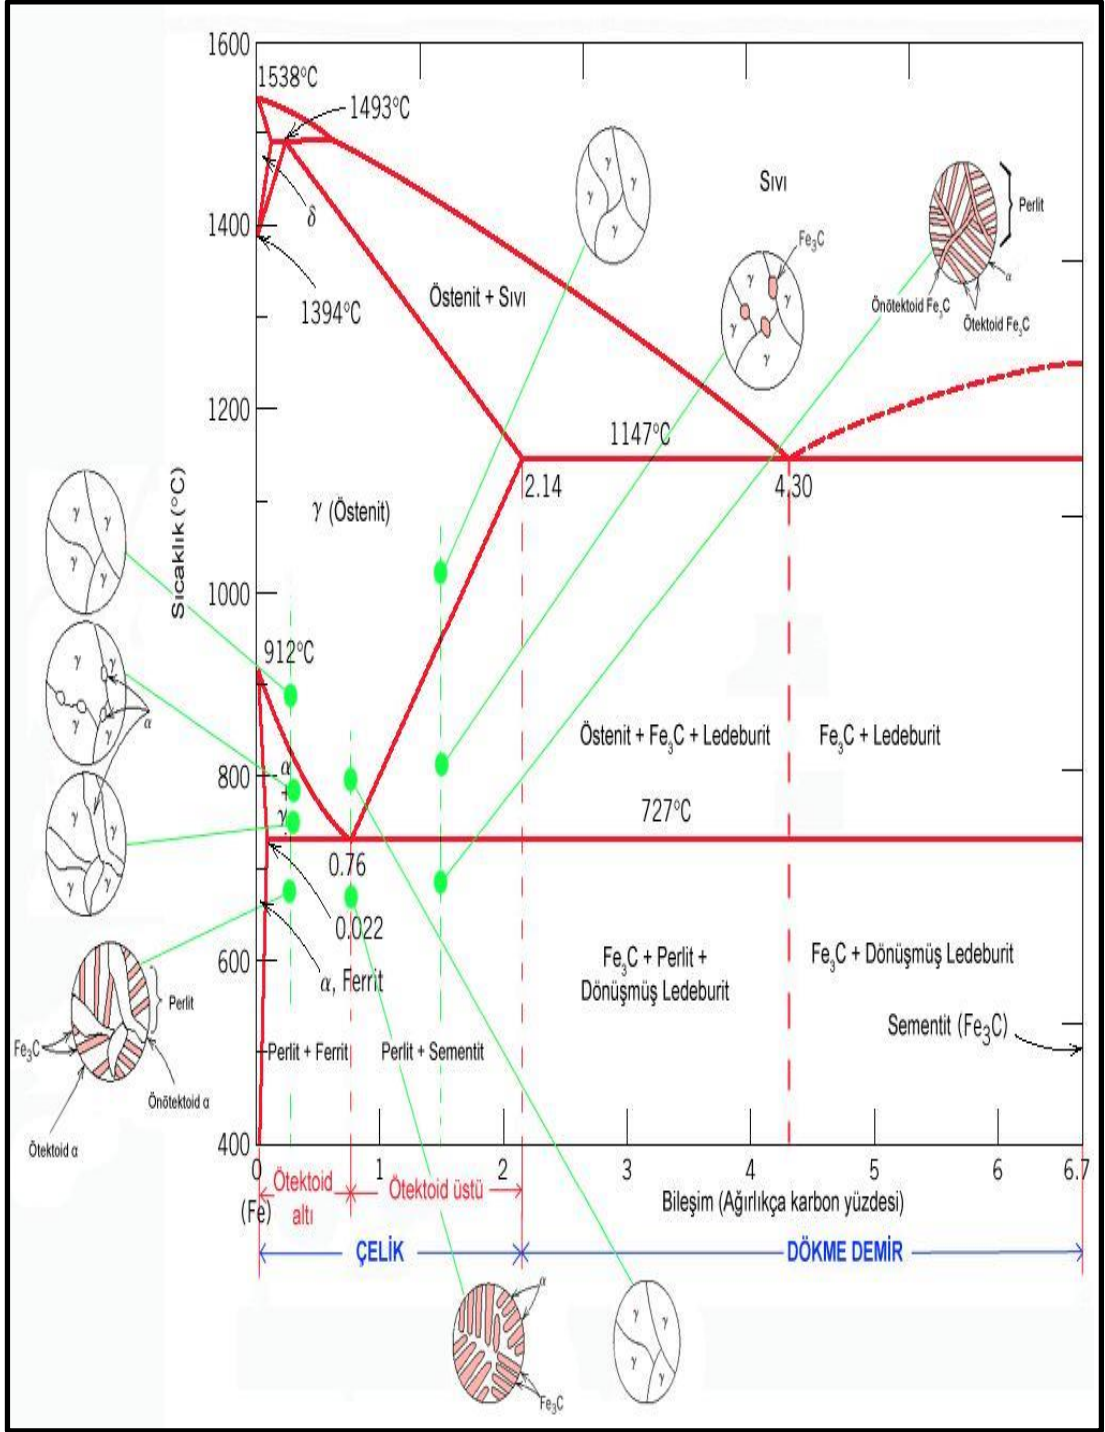 1600
1538°C
1493°C
δ
1400
1394°C
Östenit + Sıvı
γ
γ
γ
γ
Sıvı
Fe₃C
γ
γ
γ
γ
Perlit
α
Önötektoid Fe₃C
Ötektoid Fe₃C
1200
1147°C
2.14
4.30
γ (Östenit)
Sıcaklık (°C)
γ
γ
γ
γ
1000
912°C
γ
γ
γ
γ
α
800
α
+
γ
Östenit + Fe₃C + Ledeburit
Fe₃C + Ledeburit
727°C
γ
γ
γ
γ
0.76
0.022
600
α, Ferrit
Fe₃C + Perlit +
Dönüşmüş Ledeburit
Fe₃C + Dönüşmüş Ledeburit
Sementit (Fe₃C)
Perlit
Fe₃C
Önötektoid α
Ötektoid α
Perlit + Ferrit
Perlit + Sementit
400
0
1
2
3
4
5
6
6.7
(Fe)
Ötektoid
altı
Ötektoid üstü
Bileşim (Ağırlıkça karbon yüzdesi)
ÇELİK
DÖKME DEMİR
α
Fe₃C
γ
γ
γ
γ